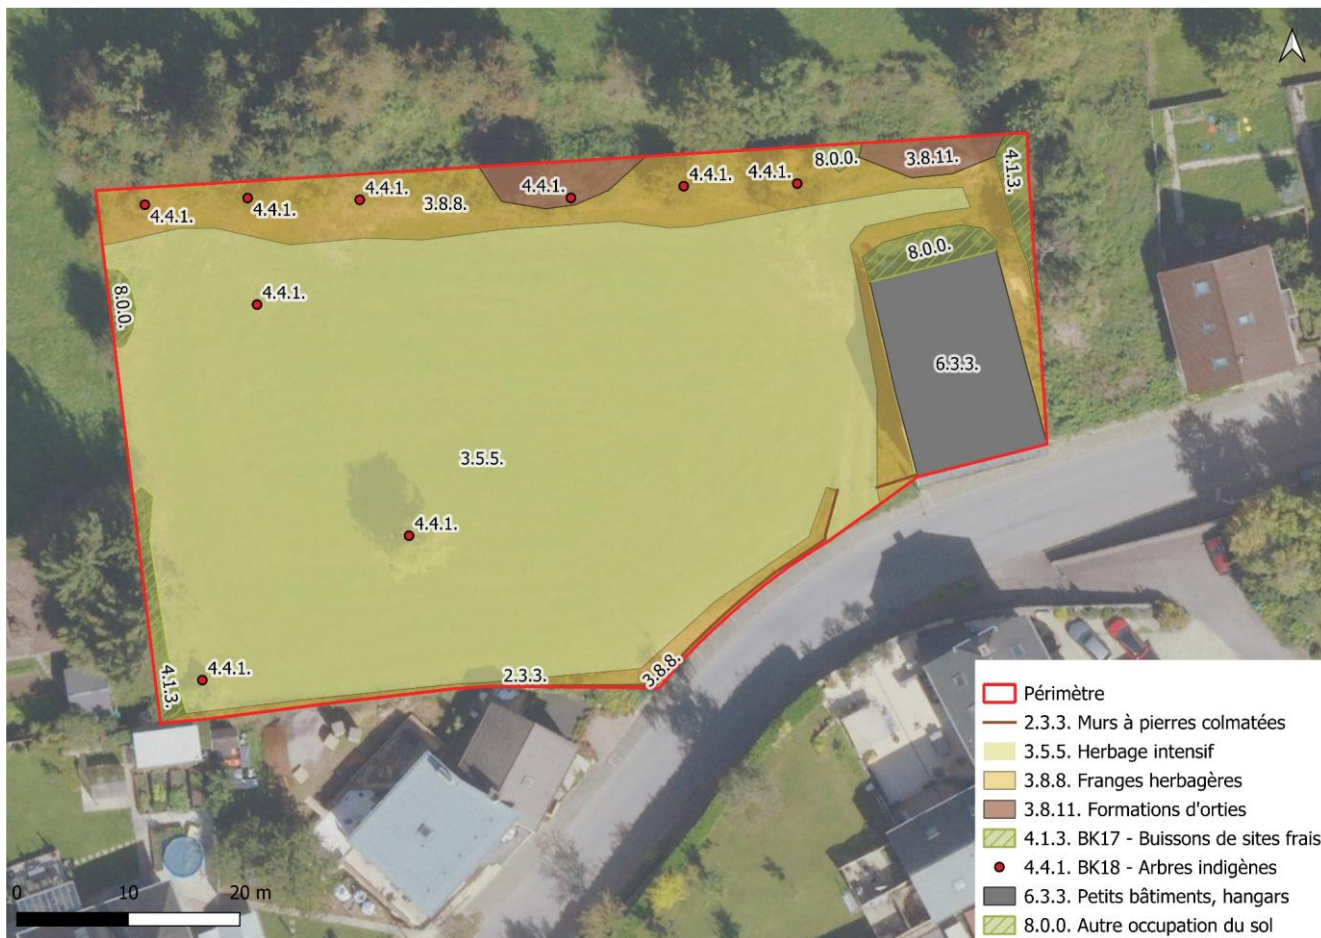 8.0.0.
3.8.11.
4.1.3.
4.4.1.
4.4.1.
4.4.1.
4.4.1.
4.4.1.
4.4.1.
3.8.8.
8.0.0.
8.0.0.
4.4.1.
6.3.3.
3.5.5.
4.4.1.
4.4.1.
4.1.3.
2.3.3.
3.8.8.
Périmètre
2.3.3. Murs à pierres colmatées
3.5.5. Herbage intensif
3.8.8. Franges herbagères
3.8.11. Formations d'orties
4.1.3. BK17 - Buissons de sites frais
4.4.1. BK18 - Arbres indigènes
6.3.3. Petits bâtiments, hangars
8.0.0. Autre occupation du sol
0 10 20 m